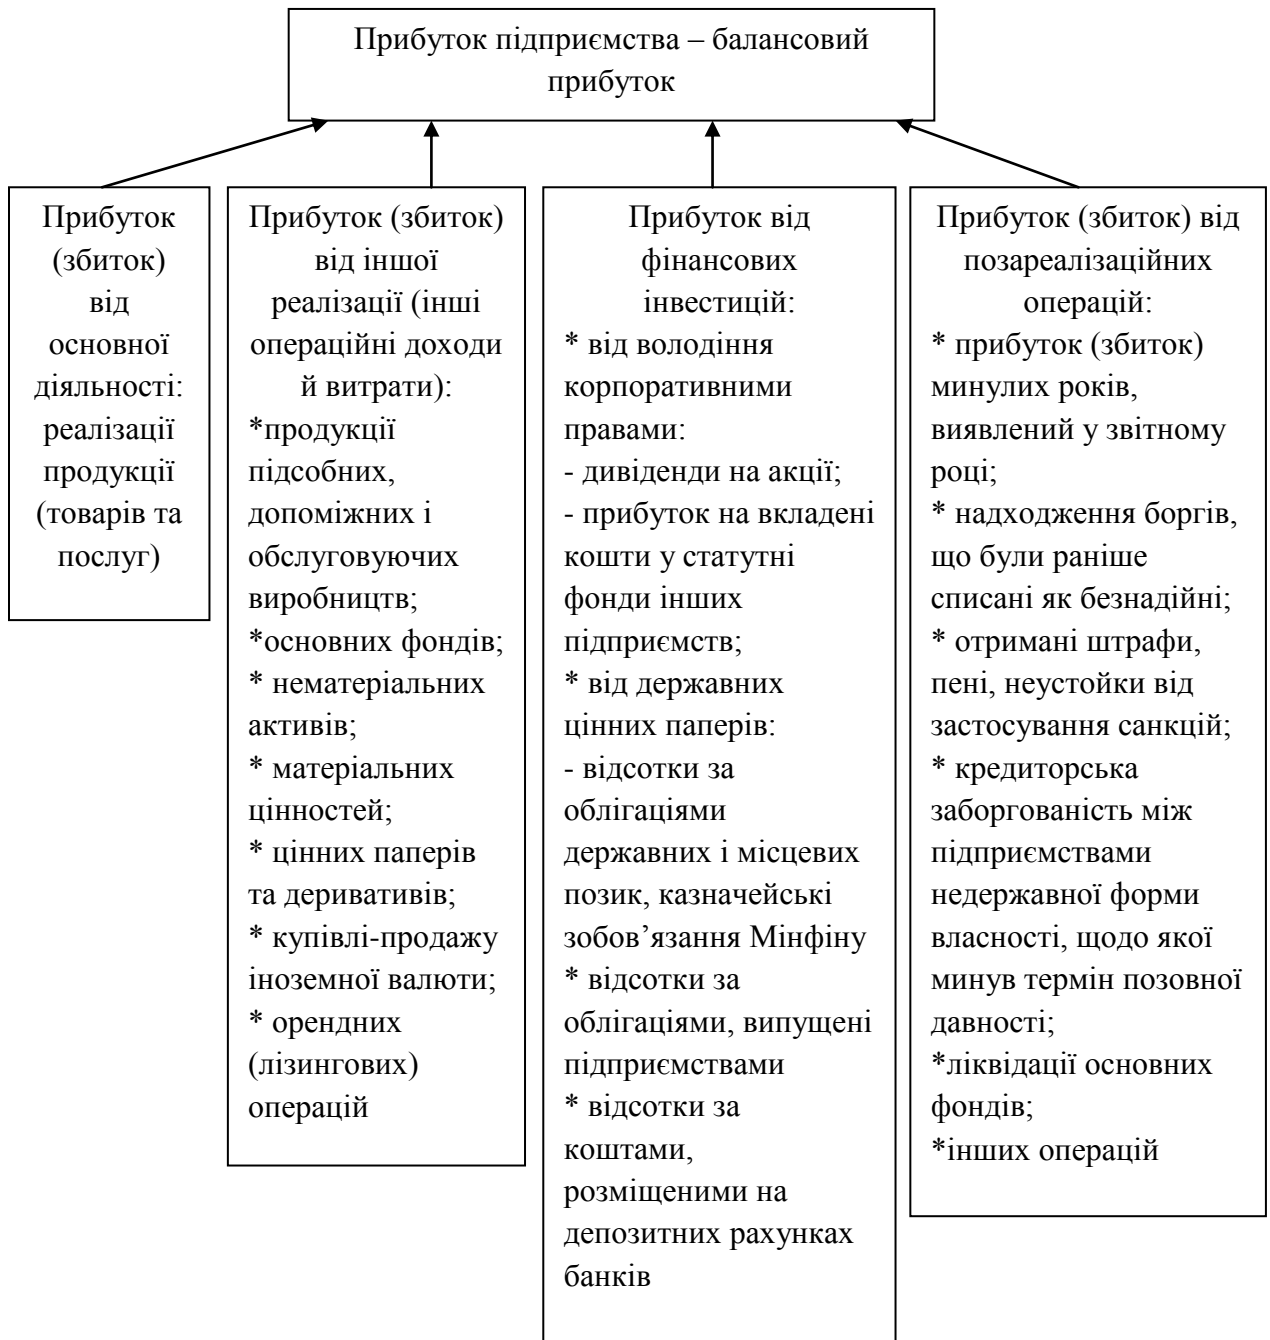 Прибуток підприємства – балансовий
прибуток
Прибуток
(збиток)
від
основної
діяльності:
реалізації
продукції
(товарів та
послуг)
Прибуток (збиток)
від іншої
реалізації (інші
операційні доходи
й витрати):
*продукції
підсобних,
допоміжних і
обслуговуючих
виробництв;
*основних фондів;
* нематеріальних
активів;
* матеріальних
цінностей;
* цінних паперів
та деривативів;
* купівлі-продажу
іноземної валюти;
* орендних
(лізингових)
операцій
Прибуток від
фінансових
інвестицій:
* від володіння
корпоративними
правами:
- дивіденди на акції;
- прибуток на вкладені
кошти у статутні
фонди інших
підприємств;
* від державних
цінних паперів:
- відсотки за
облігаціями
державних і місцевих
позик, казначейські
зобов’язання Мінфіну
* відсотки за
облігаціями, випущені
підприємствами
* відсотки за
коштами,
розміщеними на
депозитних рахунках
банків
Прибуток (збиток) від
позареалізаційних
операцій:
* прибуток (збиток)
минулих років,
виявлений у звітному
році;
* надходження боргів,
що були раніше
списані як безнадійні;
* отримані штрафи,
пені, неустойки від
застосування санкцій;
* кредиторська
заборгованість між
підприємствами
недержавної форми
власності, щодо якої
минув термін позовної
давності;
*ліквідації основних
фондів;
*інших операцій